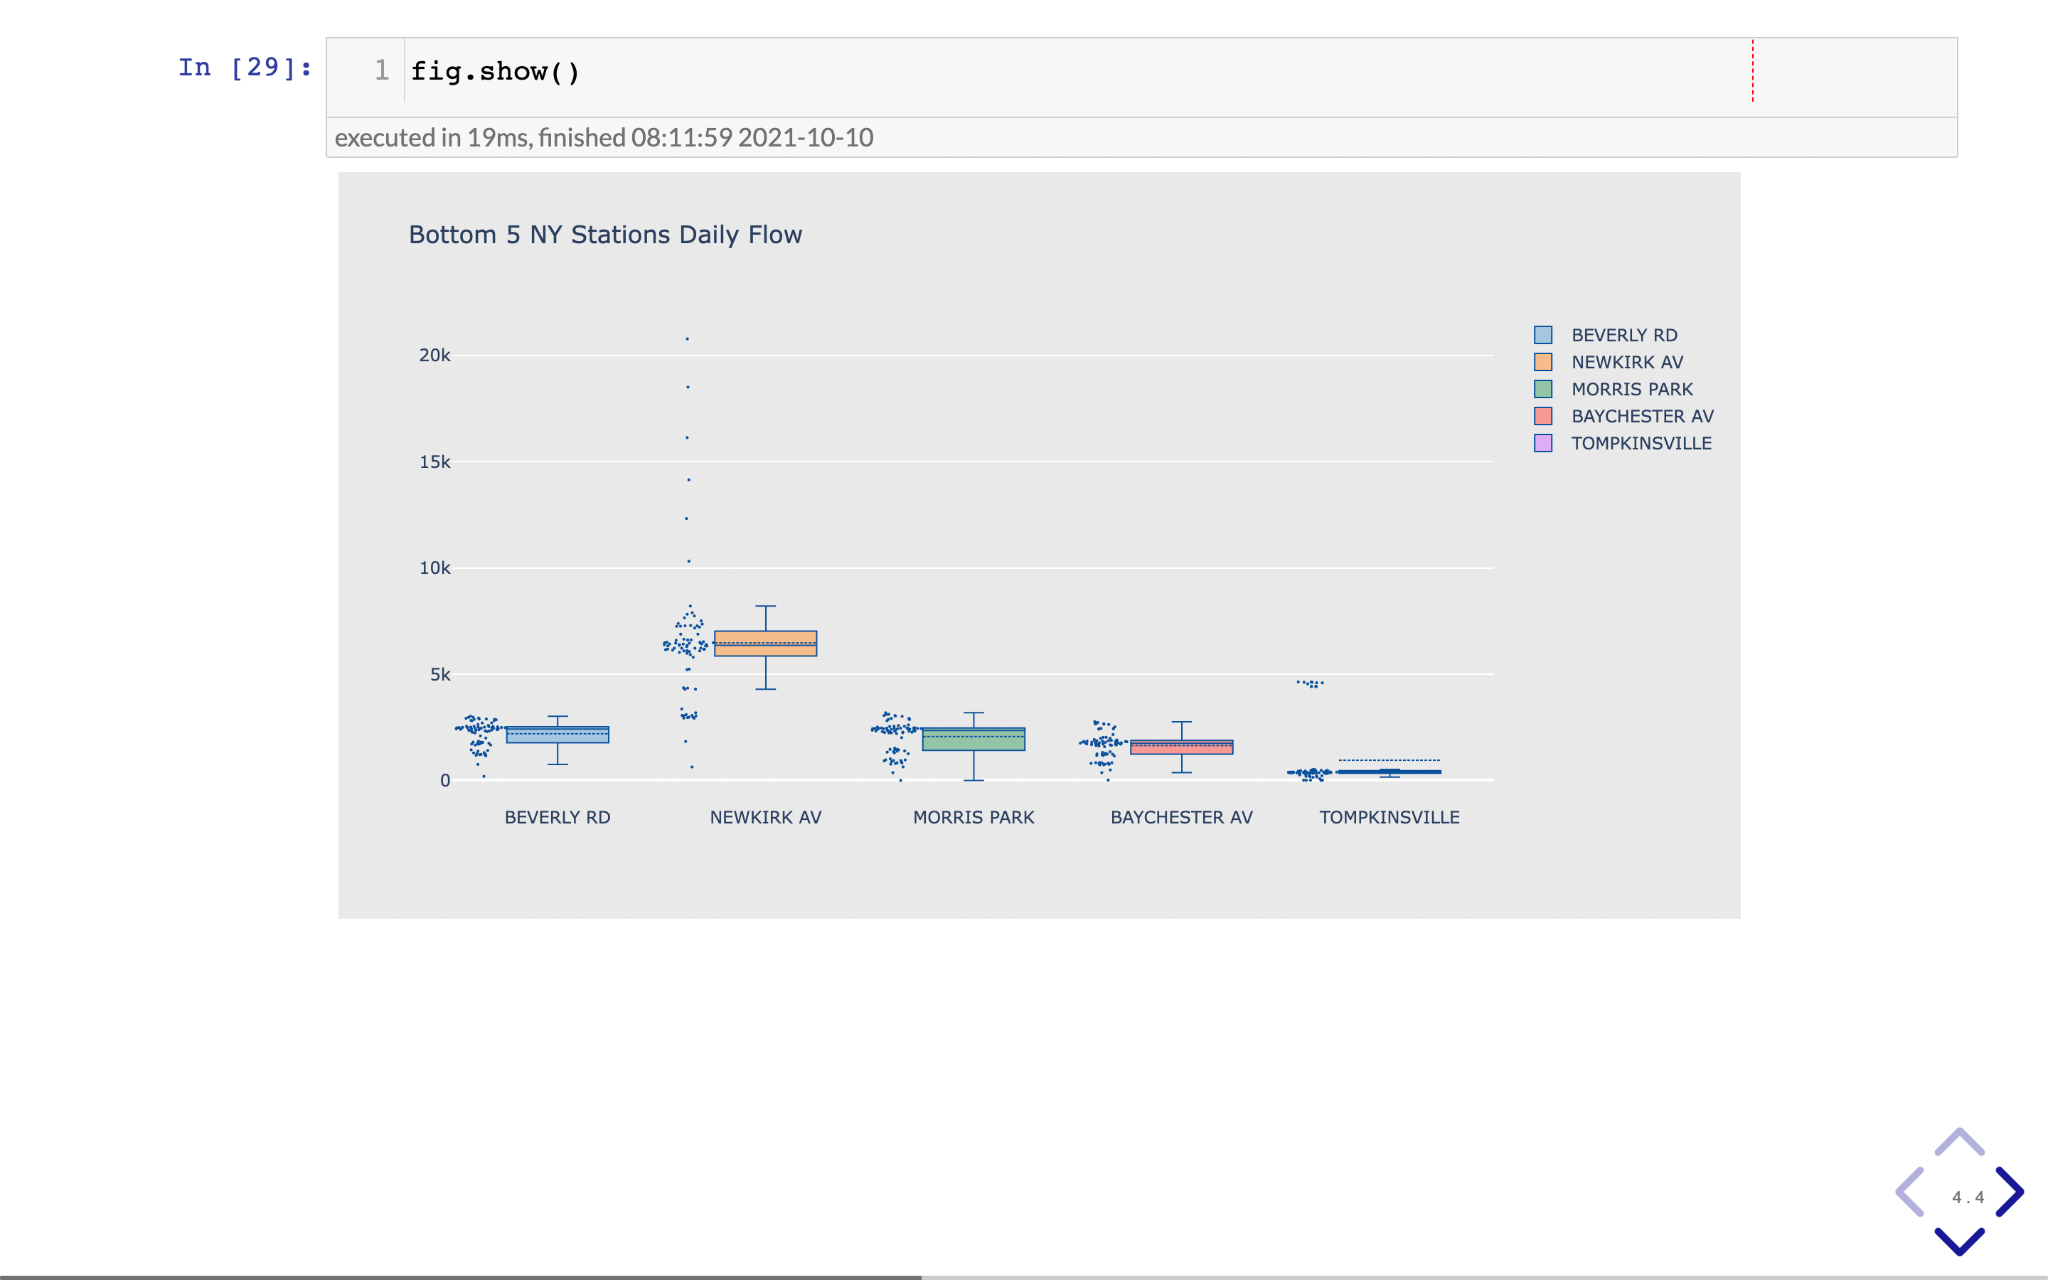 In [29]:
1 fig.show()
executed in 19ms, finished 08:11:59 2021-10-10
Bottom 5 NY Stations Daily Flow
20k
15k
10k
5k
0
BEVERLY RD
NEWKIRK AV
MORRIS PARK
BAYCHESTER AV
TOMPKINSVILLE
BEVERLY RD
NEWKIRK AV
MORRIS PARK
BAYCHESTER AV
TOMPKINSVILLE
4.4